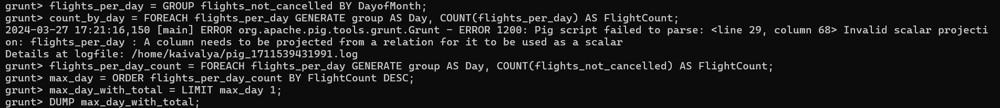 grunt> flights_per_day = GROUP flights_not_cancelled BY DayofMonth;
grunt> count_by_day = FOREACH flights_per_day GENERATE group AS Day, COUNT(flights_per_day) AS FlightCount;
2024-03-27 17:21:16,150 [main] ERROR org.apache.pig.tools.grunt.Grunt - ERROR 1200: Pig script failed to parse: <line 29, column 68> Invalid scalar projecti
on: flights_per_day : A column needs to be projected from a relation for it to be used as a scalar
Details at logfile: /home/kaivalya/pig_1711539431991.log
grunt> flights_per_day_count = FOREACH flights_per_day GENERATE group AS Day, COUNT(flights_not_cancelled) AS FlightCount;
grunt> max_day = ORDER flights_per_day_count BY FlightCount DESC;
grunt> max_day_with_total = LIMIT max_day 1;
grunt> DUMP max_day_with_total;